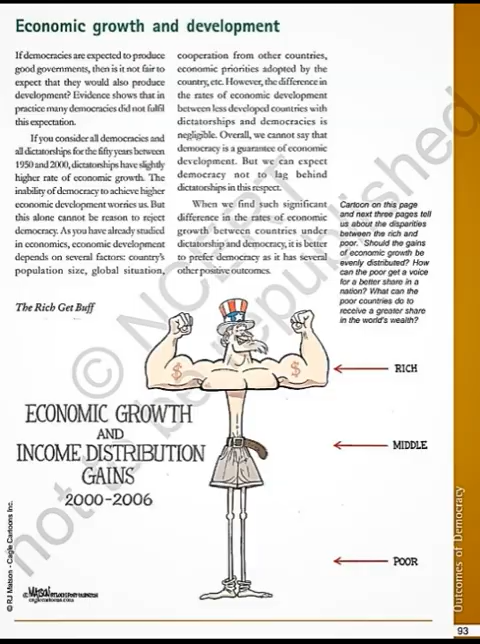 Economic growth and development
If democracies are expected to produce
good governments, then is it not fair to
expect that they would also produce
development? Evidence shows that in
practice many democracies did not fulfil
this expectation.
If you consider all democracies and
all dictatorships for the fifty years between
1950 and 2000, dictatorships have slightly
higher rate of economic growth. The
inability of democracy to achieve higher
economic development worries us. But
this alone cannot be reason to reject
democracy. As you have already studied
in economics, economic development
depends on several factors: country's
population size, global situation,
cooperation from other countries,
economic priorities adopted by the
country, etc. However, the difference in
the rates of economic development
between less developed countries with
dictatorships and democracies is
negligible. Overall, we cannot say that
democracy is a guarantee of economic
development. But we can expect
democracy not to lag behind
dictatorships in this respect.
When we find such significant
difference in the rates of economic
growth between countries under
dictatorship and democracy, it is better
to prefer democracy as it has several
other positive outcomes.
Cartoon on this page
and next three pages tell
us about the disparities
between the rich and
poor. Should the gains
of economic growth be
evenly distributed? How
can the poor get a voice
for a better share in a
nation? What can the
poor countries do to
receive a greater share
in the world's wealth?
The Rich Get Buff
$ $
RICH
ECONOMIC GROWTH
AND
INCOME DISTRIBUTION
GAINS
2000-2006
MIDDLE
POOR
© RJ Matson - Cagle Cartoons Inc.
caglecartoons.com
Outcomes of Democracy
93
© NCERT
not to be republished